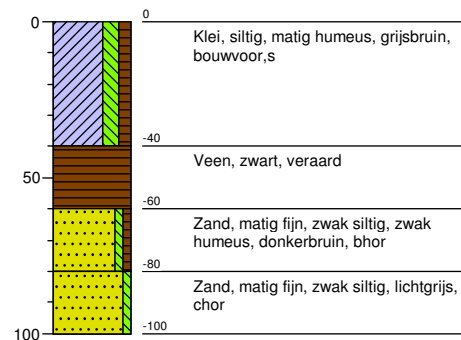 0
0
Klei, siltig, matig humeus, grijsbruin,
bouwvoor,s
-40
Veen, zwart, veraard
50
-60
Zand, matig fijn, zwak siltig, zwak
humeus, donkerbruin, bhor
-80
Zand, matig fijn, zwak siltig, lichtgrijs,
chor
100
-100